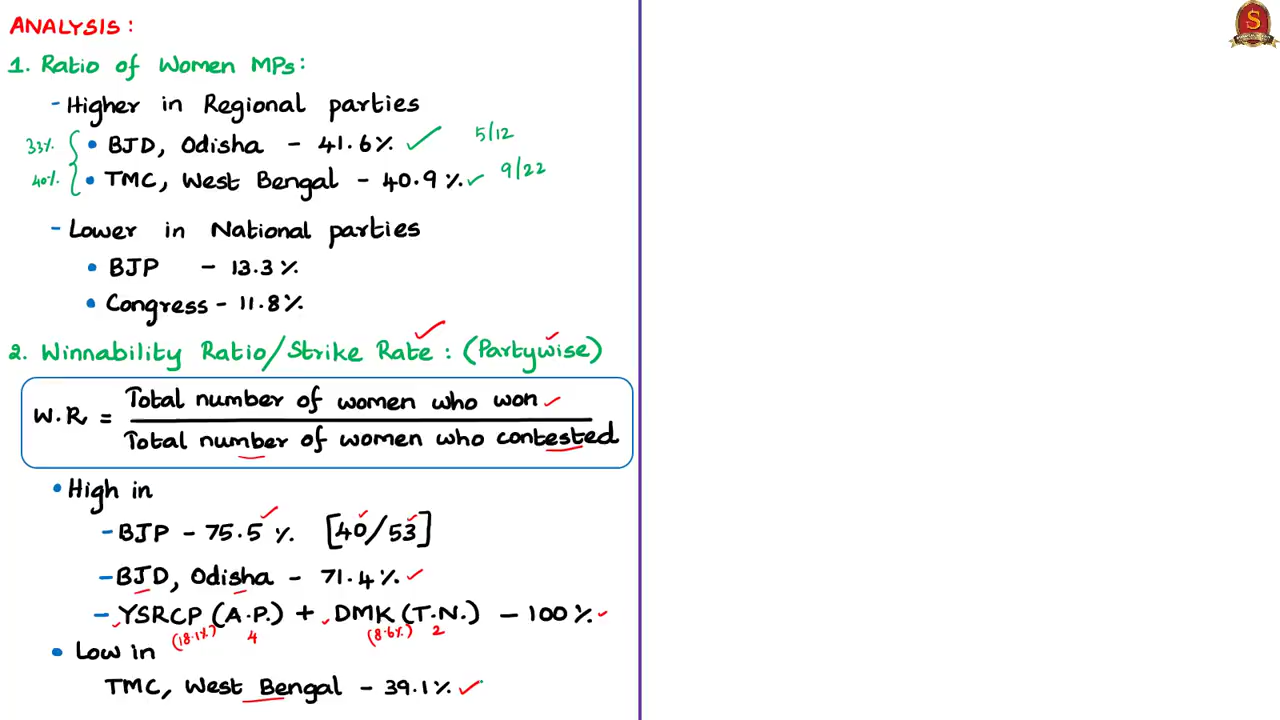 ANALYSIS:
1. Ratio of Women MPs:
- Higher in Regional parties
33% • BJD, Odisha - 41.6% ✓ 5/12
40% • TMC, West Bengal - 40.9% ✓ 9/22
- Lower in National parties
• BJP - 13.3%
• Congress - 11.8%
2. Winnability Ratio/Strike Rate: (Partywise)
W.R = Total number of women who won
Total number of women who contested
• High in
- BJP - 75.5% [40/53]
- BJD, Odisha - 71.4%
- YSRCP (A.P.) + DMK (T.N.) - 100%
(18.1%) 4 (8.6%) 2
• Low in
TMC, West Bengal - 39.1%
S